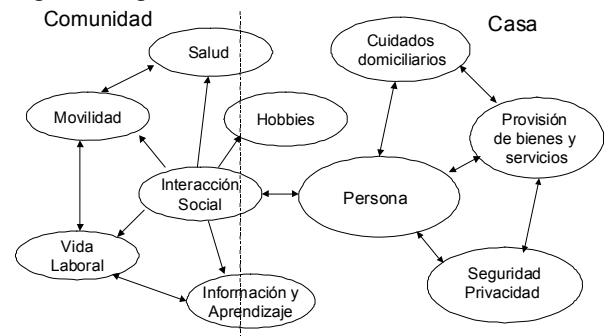 Comunidad
Casa
Salud
Cuidados
domiciliarios
Movilidad
Hobbies
Provisión
de bienes y
servicios
Interacción
Social
Persona
Vida
Laboral
Información y
Aprendizaje
Seguridad
Privacidad